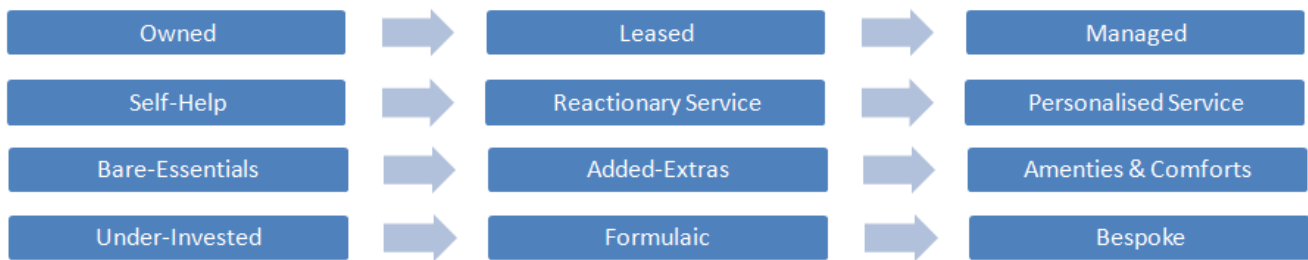 Owned Leased Managed
Self-Help Reactionary Service Personalised Service
Bare-Essentials Added-Extras Amenties & Comforts
Under-Invested Formulaic Bespoke